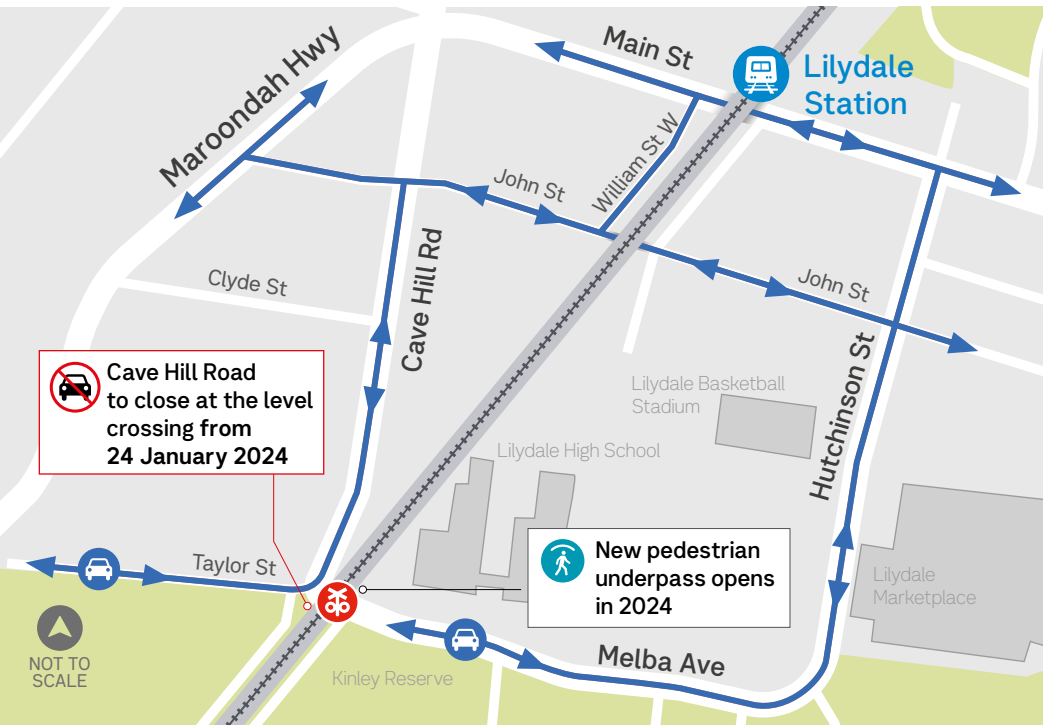 Maroondah Hwy
Main St
Lilydale
Station
William St W
John St
Clyde St
Cave Hill Rd
John St
Cave Hill Road
to close at the level
crossing from
24 January 2024
Lilydale Basketball
Stadium
Hutchinson St
Lilydale High School
New pedestrian
underpass opens
in 2024
Taylor St
Lilydale
Marketplace
NOT TO
SCALE
Kinley Reserve
Melba Ave